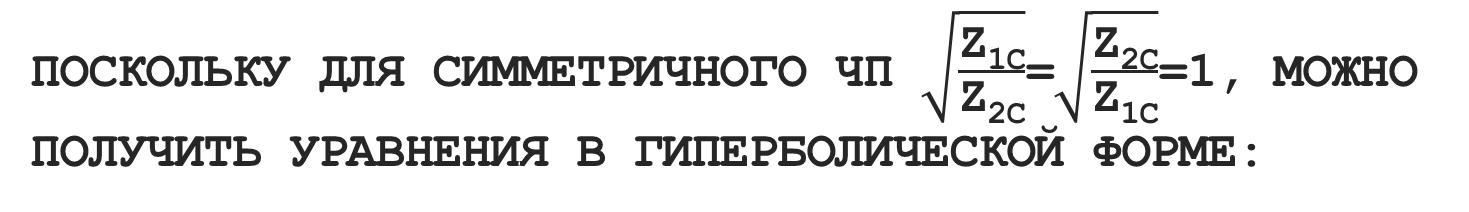 ПОСКОЛЬКУ ДЛЯ СИММЕТРИЧНОГО ЧП √(Z₁C/Z₂C)=√(Z₂C/Z₁C)=1, МОЖНО
ПОЛУЧИТЬ УРАВНЕНИЯ В ГИПЕРБОЛИЧЕСКОЙ ФОРМЕ: